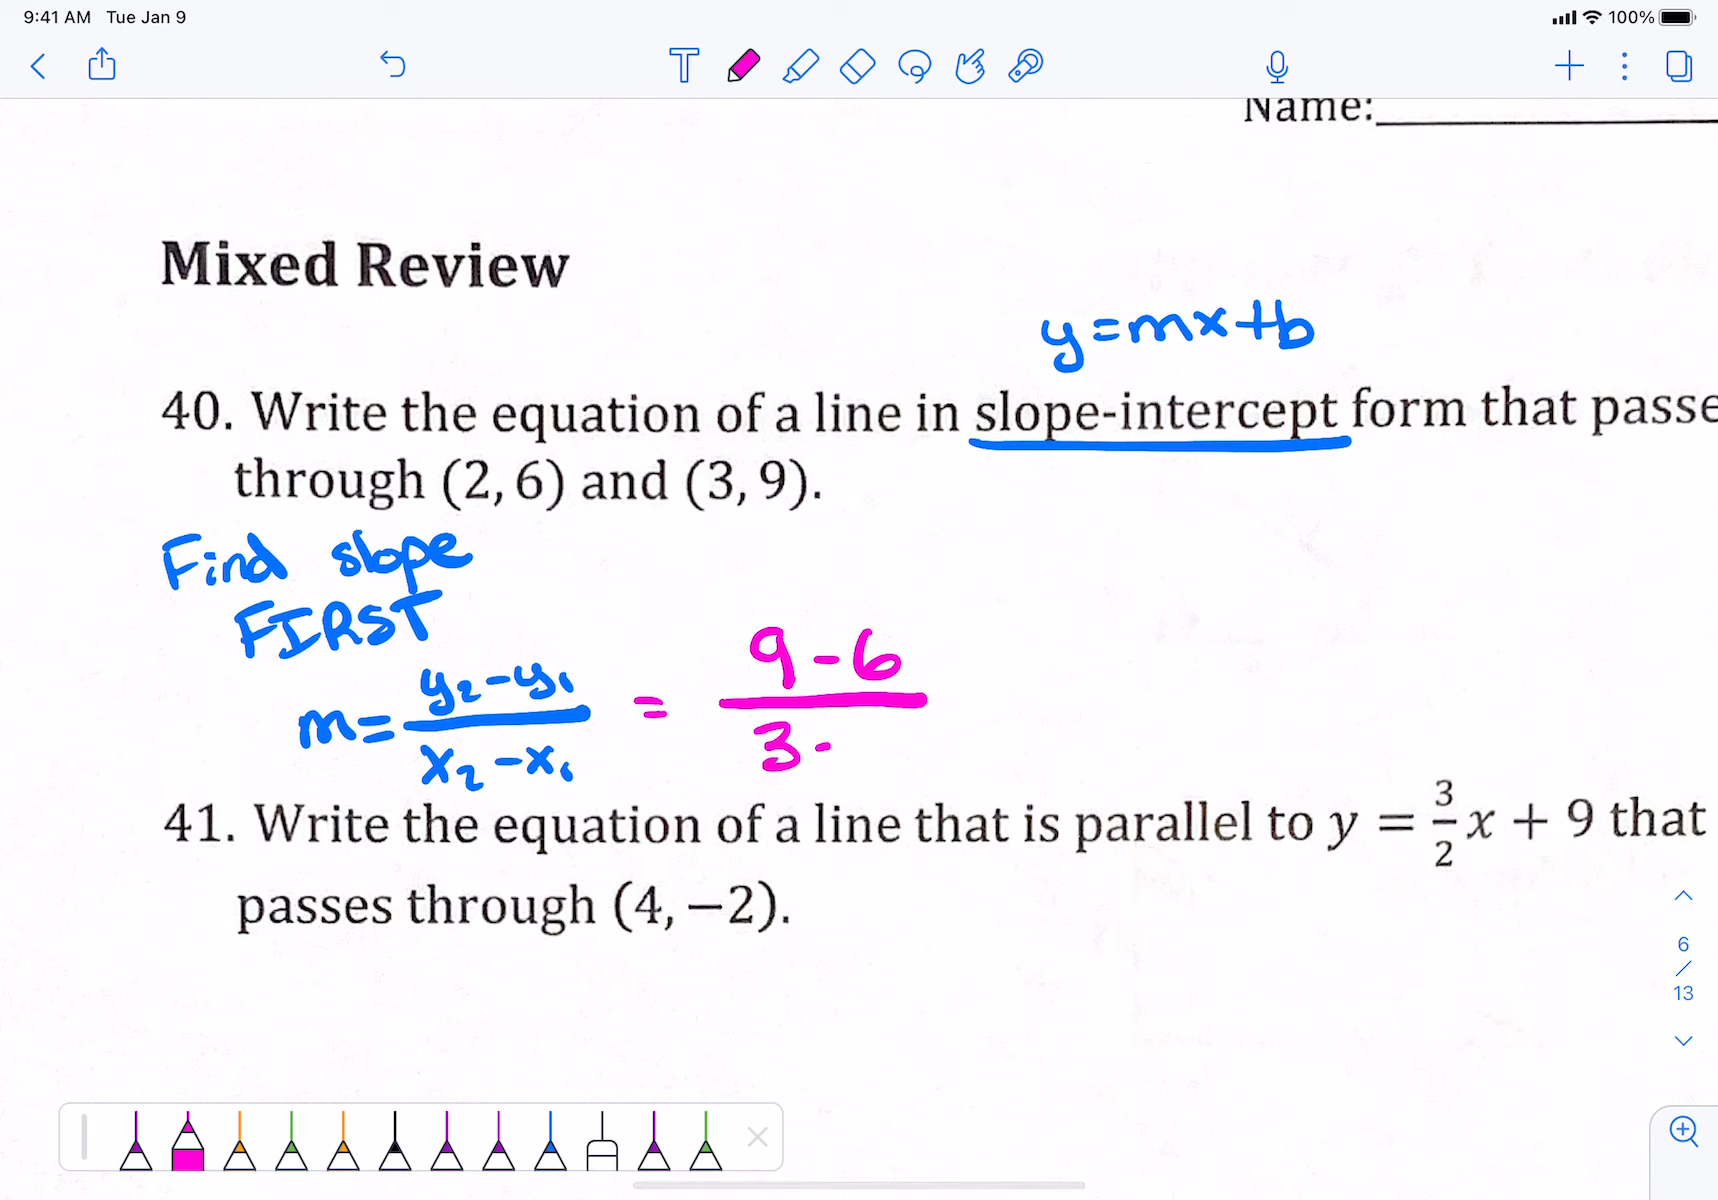 9:41 AM Tue Jan 9
100%
Name:
Mixed Review
y=mx+b
40. Write the equation of a line in slope-intercept form that passe
through (2, 6) and (3, 9).
Find slope
FIRST
m = y₂-y₁ / x₂-x₁ = 9-6 / 3-
41. Write the equation of a line that is parallel to y = 3/2 x + 9 that
passes through (4, −2).
6
/
13